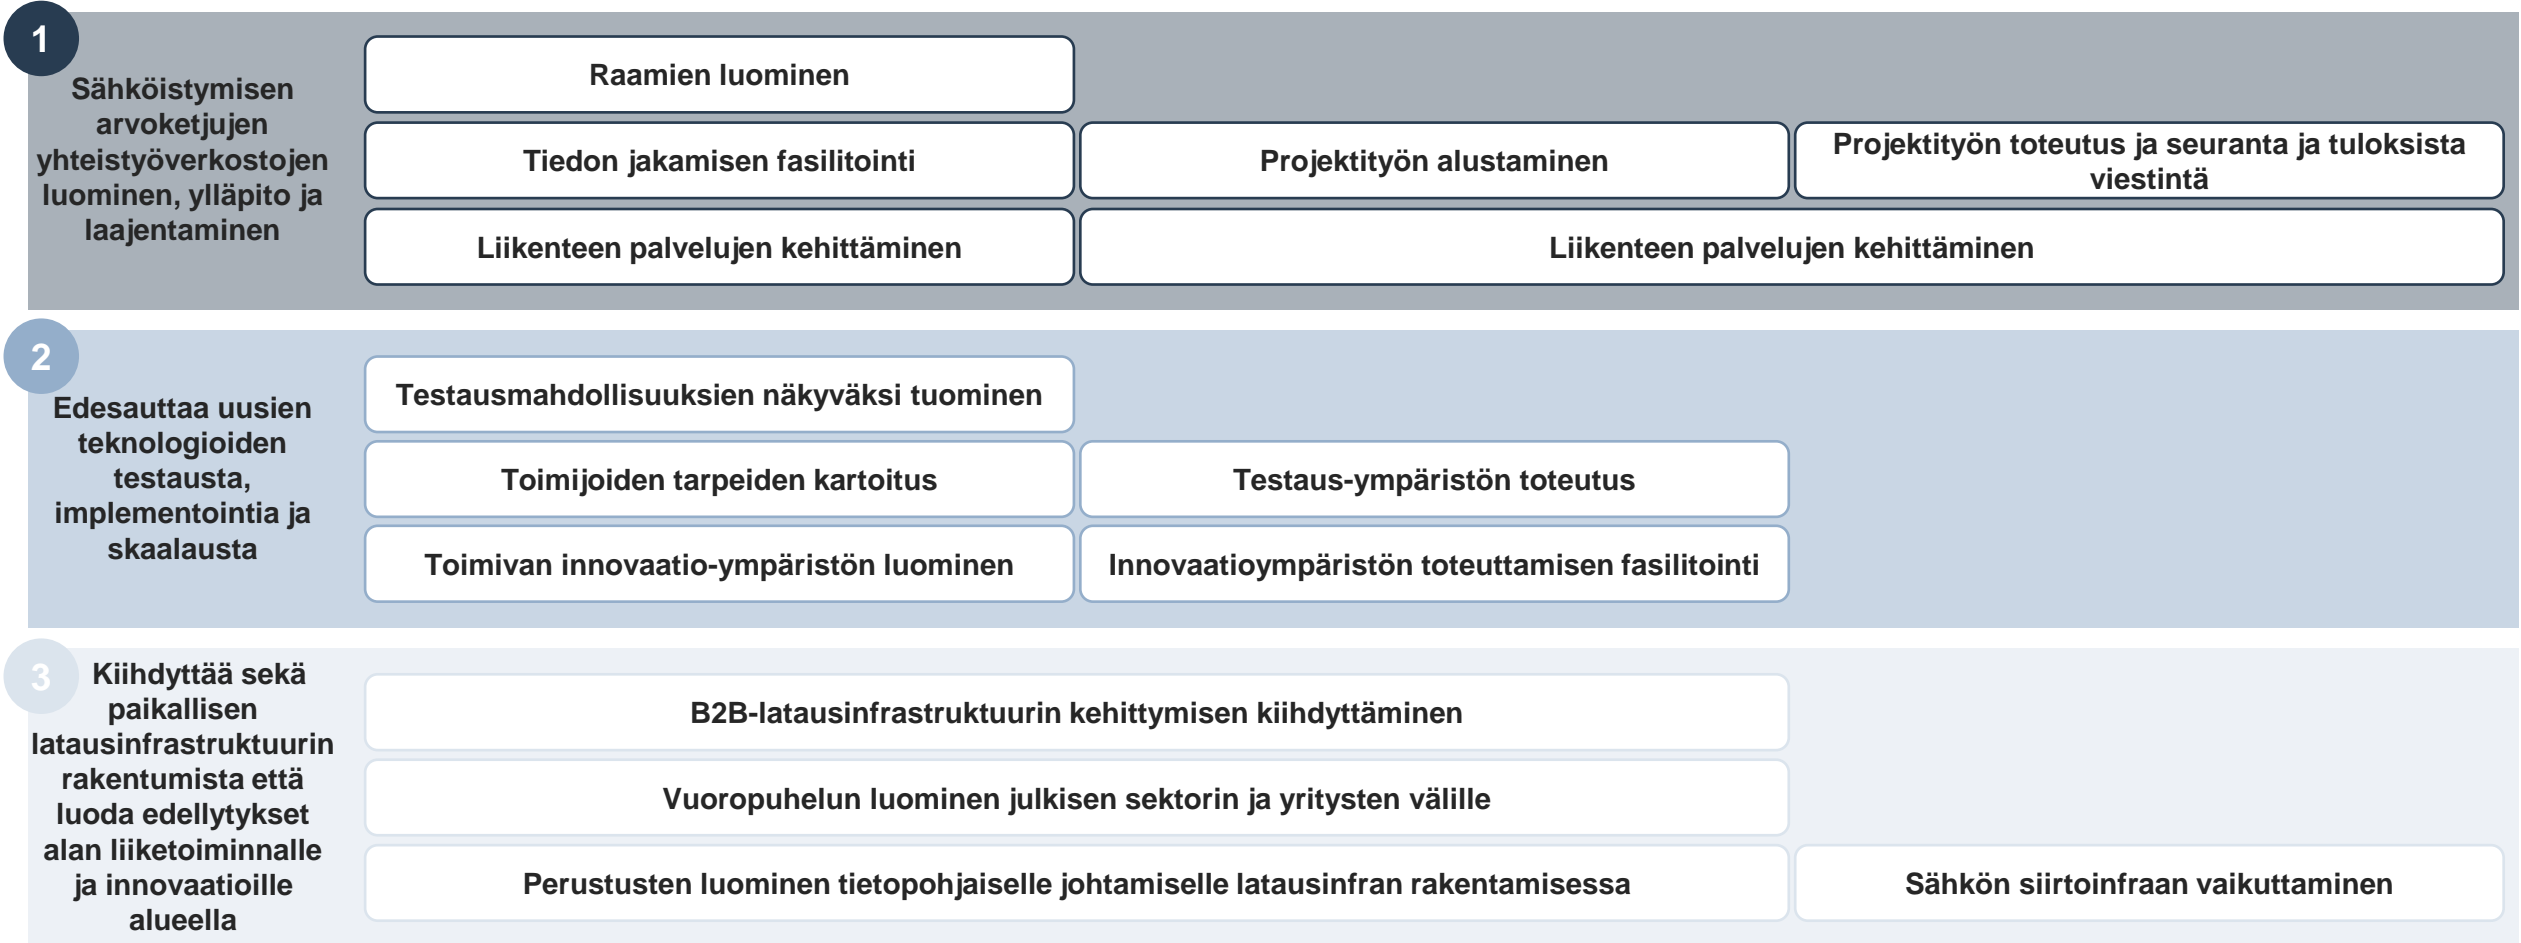 1
Sähköistymisen
arvoketjujen
yhteistyöverkostojen
luominen, ylläpito ja
laajentaminen
Raamien luominen
Tiedon jakamisen fasilitointi
Projektityön alustaminen
Projektityön toteutus ja seuranta ja tuloksista
viestintä
Liikenteen palvelujen kehittäminen
Liikenteen palvelujen kehittäminen
2
Edesauttaa uusien
teknologioiden
testausta,
implementointia ja
skaalausta
Testausmahdollisuuksien näkyväksi tuominen
Toimijoiden tarpeiden kartoitus
Testaus-ympäristön toteutus
Toimivan innovaatio-ympäristön luominen
Innovaatioympäristön toteuttamisen fasilitointi
3
Kiihdyttää sekä
paikallisen
latausinfrastruktuurin
rakentumista että
luoda edellytykset
alan liiketoiminnalle
ja innovaatioille
alueella
B2B-latausinfrastruktuurin kehittymisen kiihdyttäminen
Vuoropuhelun luominen julkisen sektorin ja yritysten välille
Perustusten luominen tietopohjaiselle johtamiselle latausinfran rakentamisessa
Sähkön siirtoinfraan vaikuttaminen